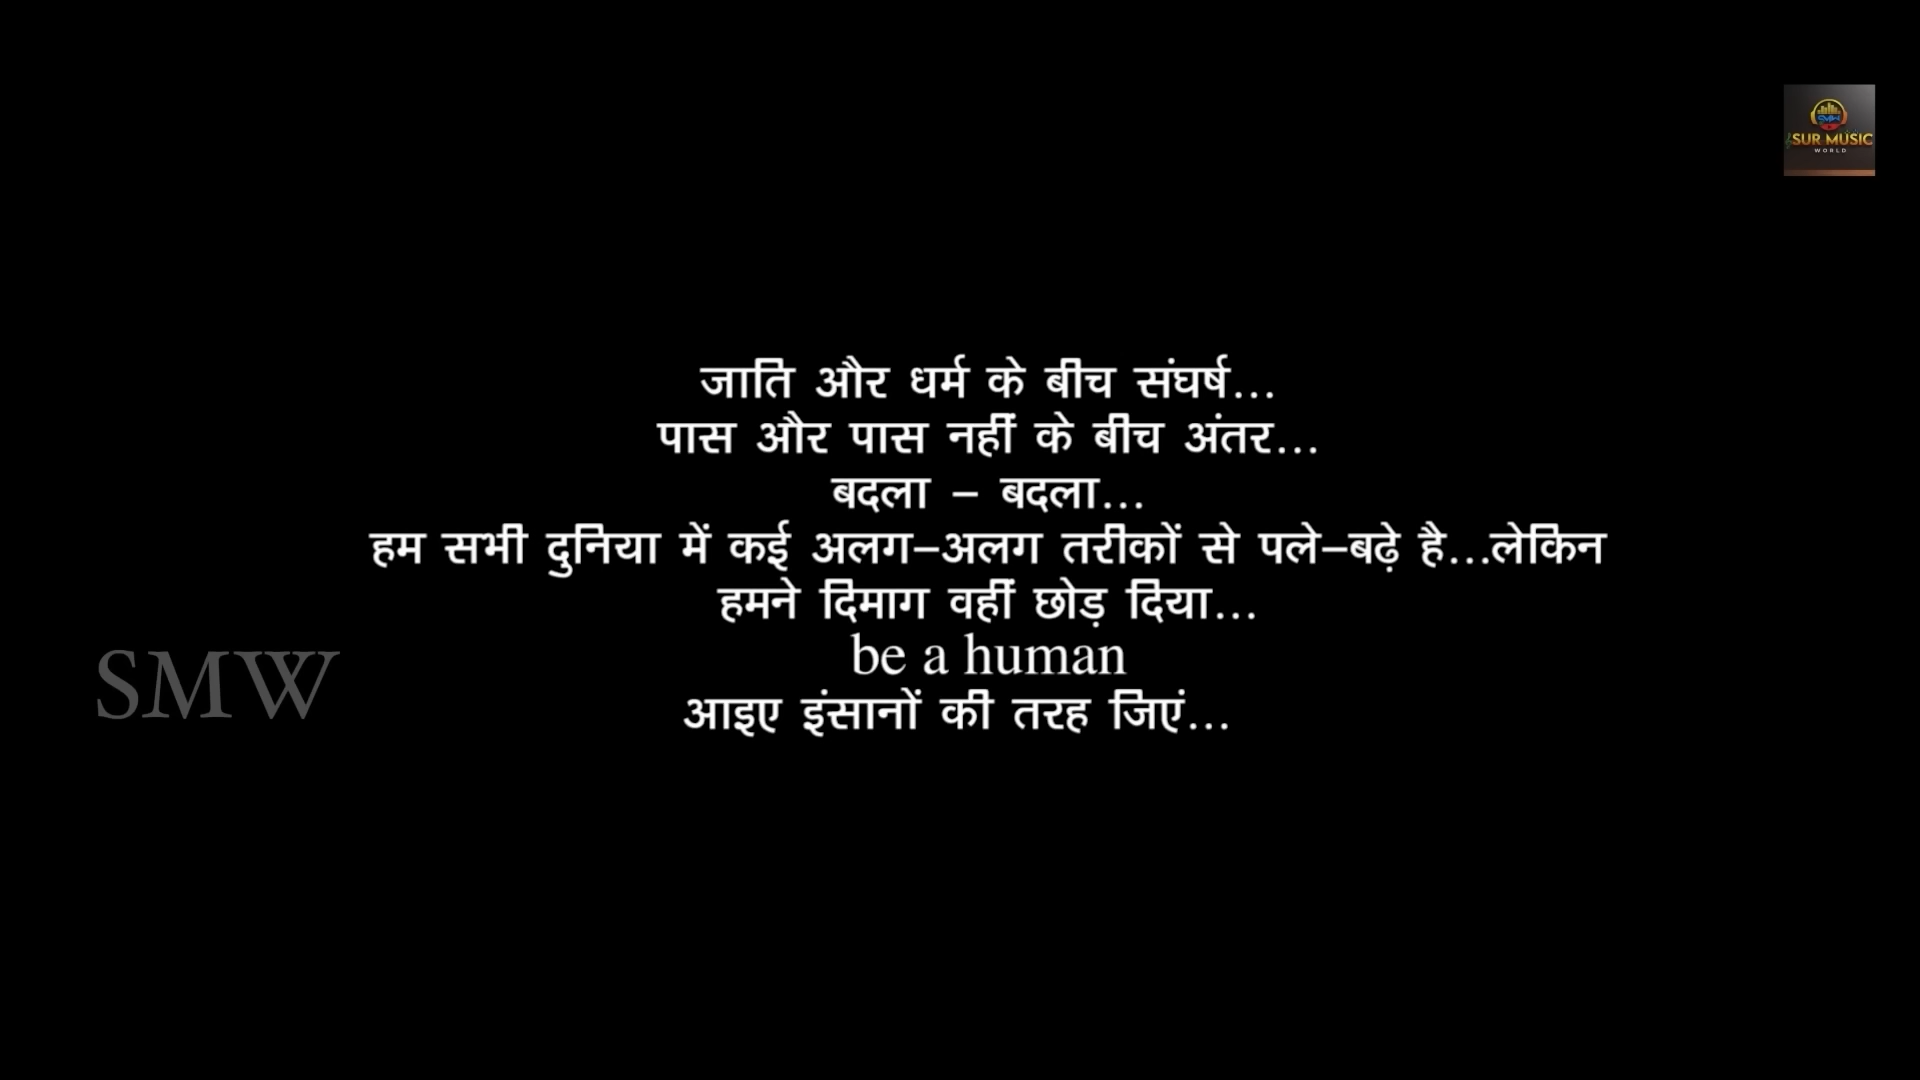 SUR MUSIC
WORLD
जाति और धर्म के बीच संघर्ष...
पास और पास नहीं के बीच अंतर...
बदला – बदला...
हम सभी दुनिया में कई अलग–अलग तरीकों से पले–बढ़े है...लेकिन
हमने दिमाग वहीं छोड़ दिया...
be a human
SMW
आइए इंसानों की तरह जिएं...